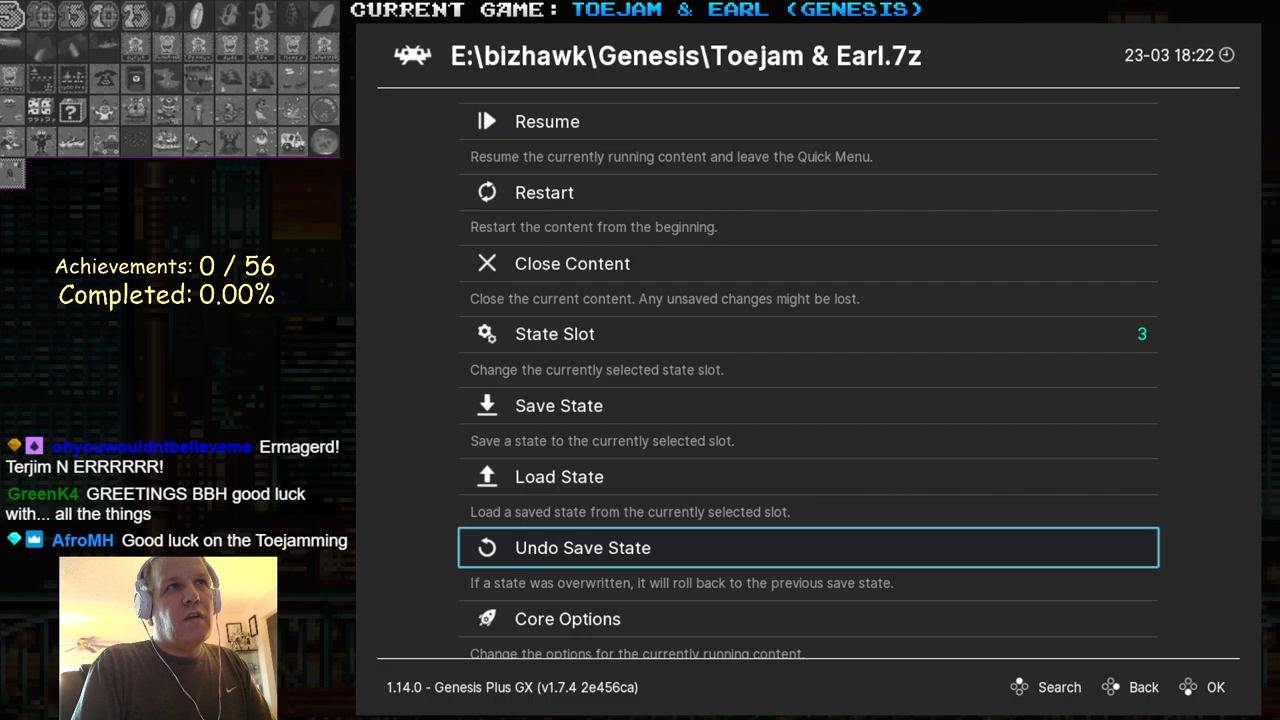 CURRENT GAME: TOEJAM & EARL (GENESIS)
E:\bizhawk\Genesis\Toejam & Earl.7z
23-03 18:22
Resume
Resume the currently running content and leave the Quick Menu.
Restart
Restart the content from the beginning.
Close Content
Close the current content. Any unsaved changes might be lost.
State Slot 3
Change the currently selected state slot.
Save State
Save a state to the currently selected slot.
Load State
Load a saved state from the currently selected slot.
Undo Save State
If a state was overwritten, it will roll back to the previous save state.
Core Options
Change the options for the currently running content.
1.14.0 - Genesis Plus GX (v1.7.4 2e456ca)
Search Back OK
Achievements: 0 / 56
Completed: 0.00%
ohyouwouldntbelieveme Ermagerd!
Terjim N ERRRRRR!
GreenK4 GREETINGS BBH good luck
with... all the things
AfroMH Good luck on the Toejamming